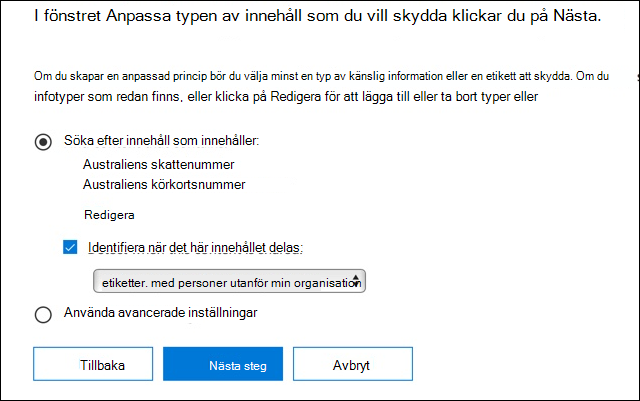 I fönstret Anpassa typen av innehåll som du vill skydda klickar du på Nästa.
Om du skapar en anpassad princip bör du välja minst en typ av känslig information eller en etikett att skydda. Om du
infotyper som redan finns, eller klicka på Redigera för att lägga till eller ta bort typer eller
Söka efter innehåll som innehåller:
Australiens skattenummer
Australiens körkortsnummer
Redigera
Identifiera när det här innehållet delas:
etiketter. med personer utanför min organisation
Använda avancerade inställningar
Tillbaka
Nästa steg
Avbryt